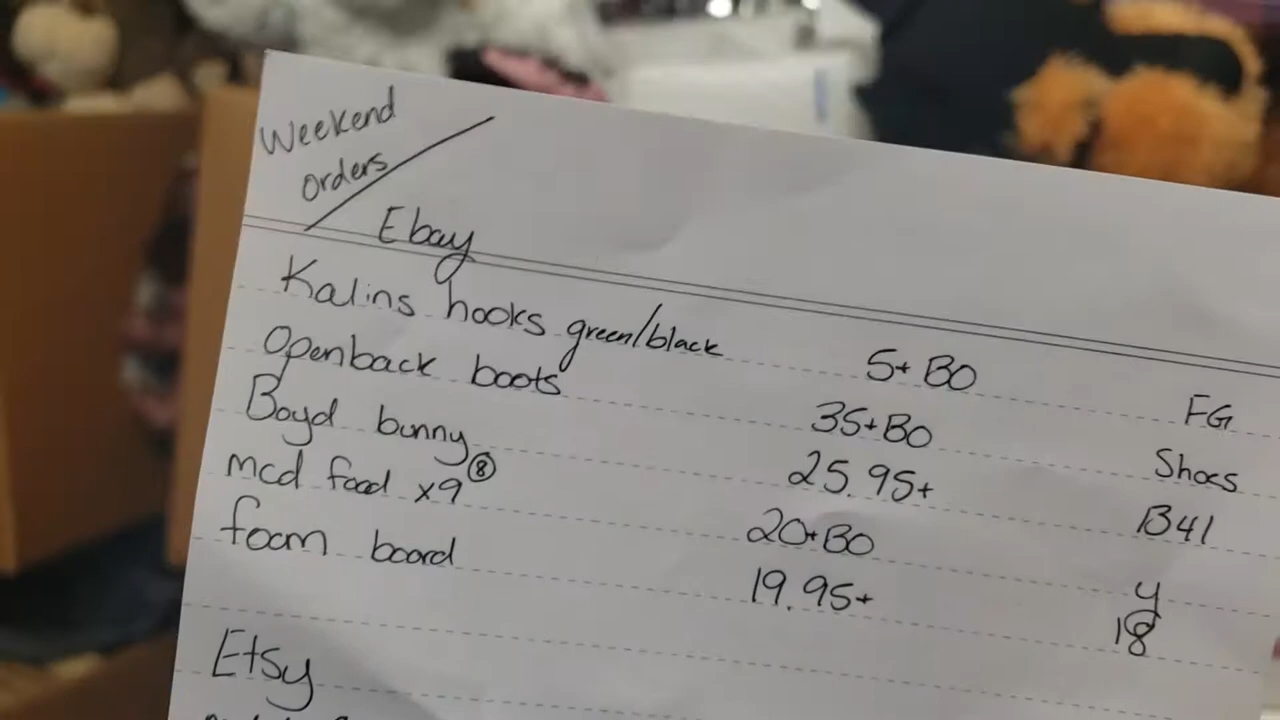 Weekend
orders
Ebay
Kalins hooks green/black 5+ BO FG
Openback boots 35+BO Shoes
Boyd bunny 25.95+ B41
mcd food x9 ⑧ 20+BO y
foam board 19.95+ 18
Etsy